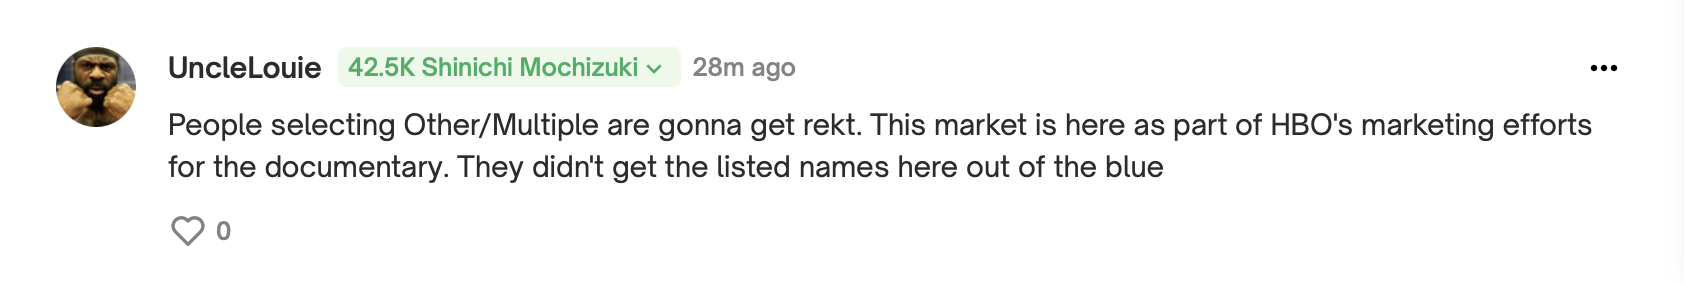 UncleLouie 42.5K Shinichi Mochizuki 28m ago
People selecting Other/Multiple are gonna get rekt. This market is here as part of HBO's marketing efforts
for the documentary. They didn't get the listed names here out of the blue
0